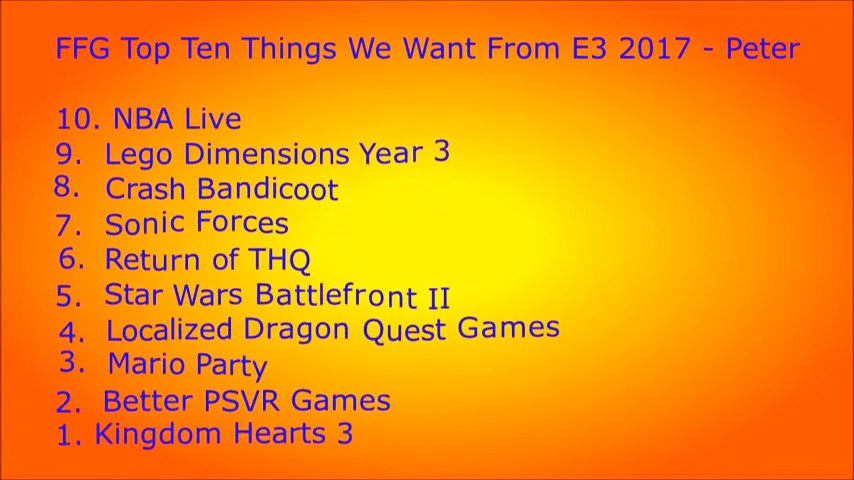 FFG Top Ten Things We Want From E3 2017 - Peter
10. NBA Live
9. Lego Dimensions Year 3
8. Crash Bandicoot
7. Sonic Forces
6. Return of THQ
5. Star Wars Battlefront II
4. Localized Dragon Quest Games
3. Mario Party
2. Better PSVR Games
1. Kingdom Hearts 3